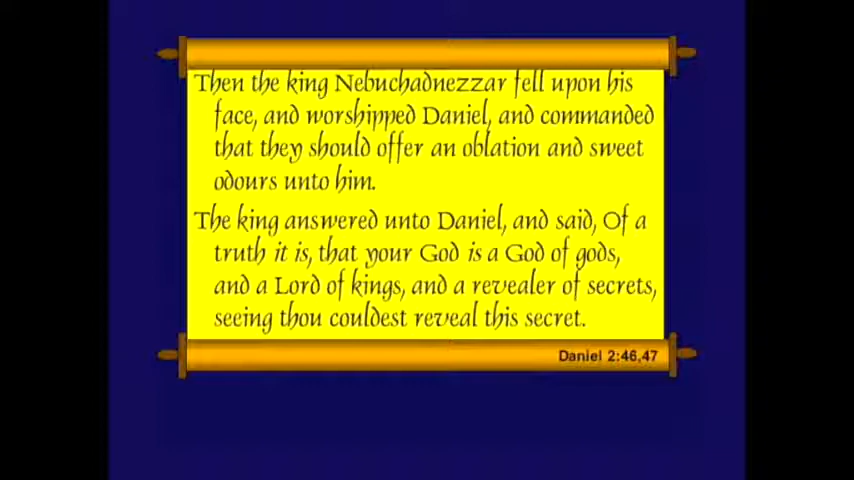 Then the king Nebuchadnezzar fell upon his
face, and worshipped Daniel, and commanded
that they should offer an oblation and sweet
odours unto him.
The king answered unto Daniel, and said, Of a
truth it is, that your God is a God of gods,
and a Lord of kings, and a revealer of secrets,
seeing thou couldest reveal this secret.
Daniel 2:46,47